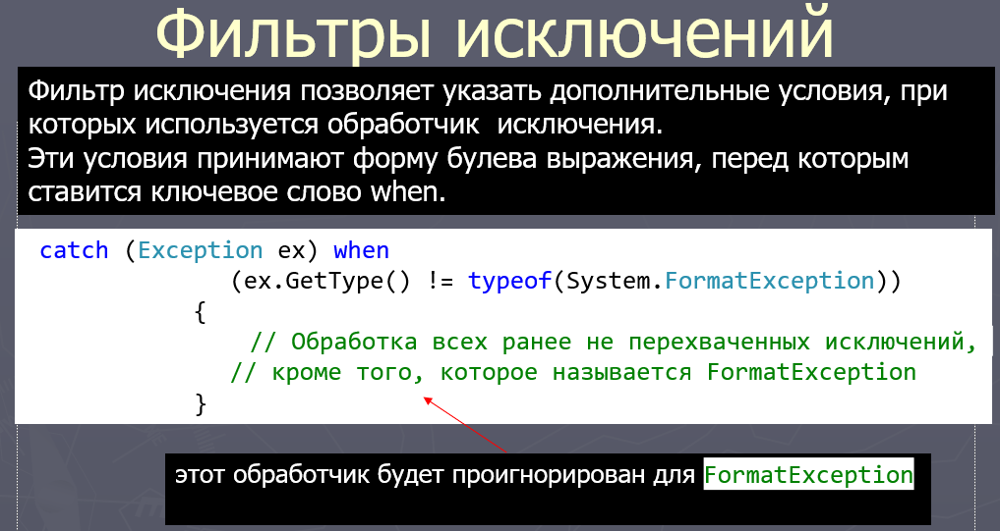 Фильтры исключений
Фильтр исключения позволяет указать дополнительные условия, при
которых используется обработчик  исключения.
Эти условия принимают форму булева выражения, перед которым
ставится ключевое слово when.
catch (Exception ex) when
(ex.GetType() != typeof(System.FormatException))
{
// Обработка всех ранее не перехваченных исключений,
// кроме того, которое называется FormatException
}
этот обработчик будет проигнорирован для FormatException